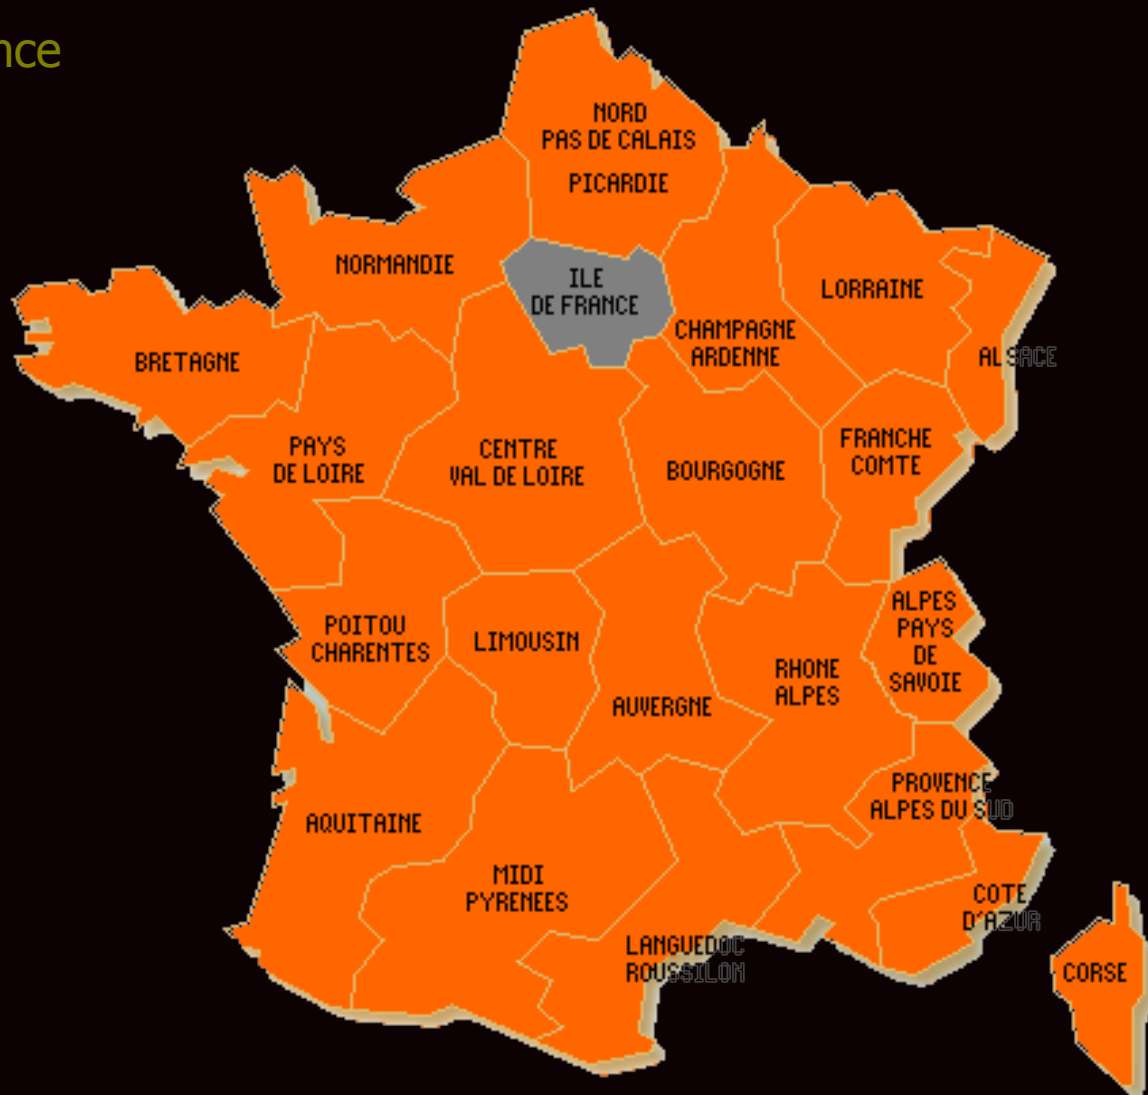 nce
NORD
PAS DE CALAIS
PICARDIE
NORMANDIE
ILE
DE FRANCE
LORRAINE
CHAMPAGNE
ARDENNE
ALSACE
BRETAGNE
PAYS
DE LOIRE
CENTRE
VAL DE LOIRE
BOURGOGNE
FRANCHE
COMTE
POITOU
CHARENTES
LIMOUSIN
AUVERGNE
RHONE
ALPES
ALPES
PAYS
DE
SAVOIE
PROVENCE
ALPES DU SUD
AQUITAINE
MIDI
PYRENEES
COTE
D'AZUR
LANGUEDOC
ROUSSILON
CORSE